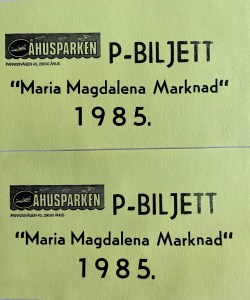 ÅHUSPARKEN P-BILJETT
"Maria Magdalena Marknad"
1985.
ÅHUSPARKEN P-BILJETT
"Maria Magdalena Marknad"
1985.